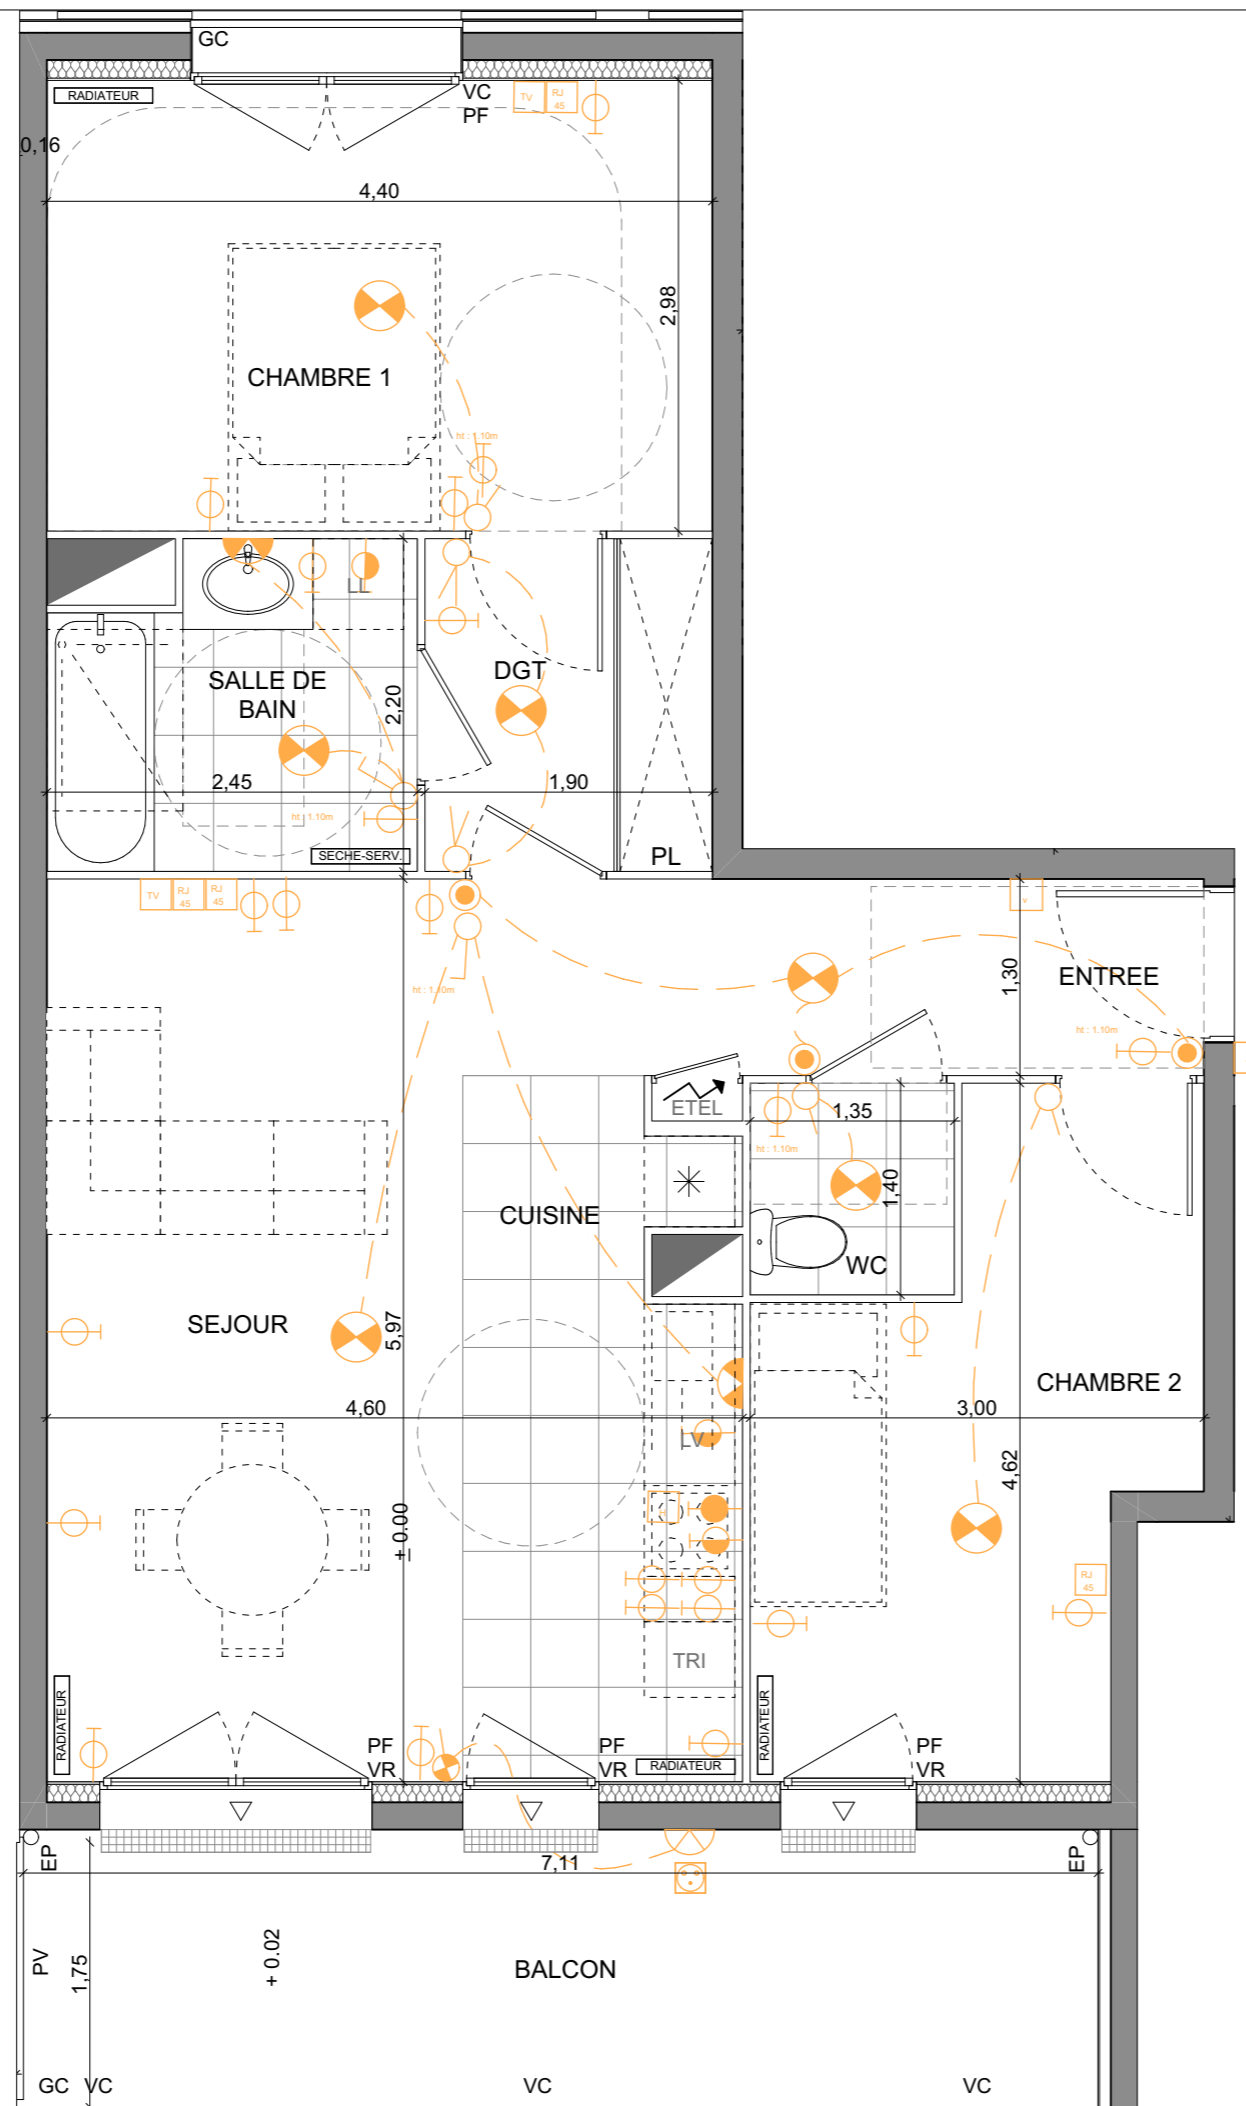 GC
RADIATEUR
VC
PF
TV
RJ
45
0,16
4,40
2,98
CHAMBRE 1
ht : 1.10m
LL
SALLE DE
BAIN
DGT
2,20
2,45
1,90
ht : 1.10m
SECHE-SERV.
PL
TV
RJ
45
RJ
45
v
ht : 1.10m
1,30
ENTREE
ht : 1.10m
ETEL
1,35
ht : 1.10m
1,40
CUISINE
WC
SEJOUR
5,97
CHAMBRE 2
4,60
3,00
LV
4,62
+ 0.00
RJ
45
TRI
RADIATEUR
RADIATEUR
PF
VR
PF
VR
RADIATEUR
PF
VR
EP
7,11
EP
PV
1,75
+ 0.02
BALCON
GC
VC
VC
VC